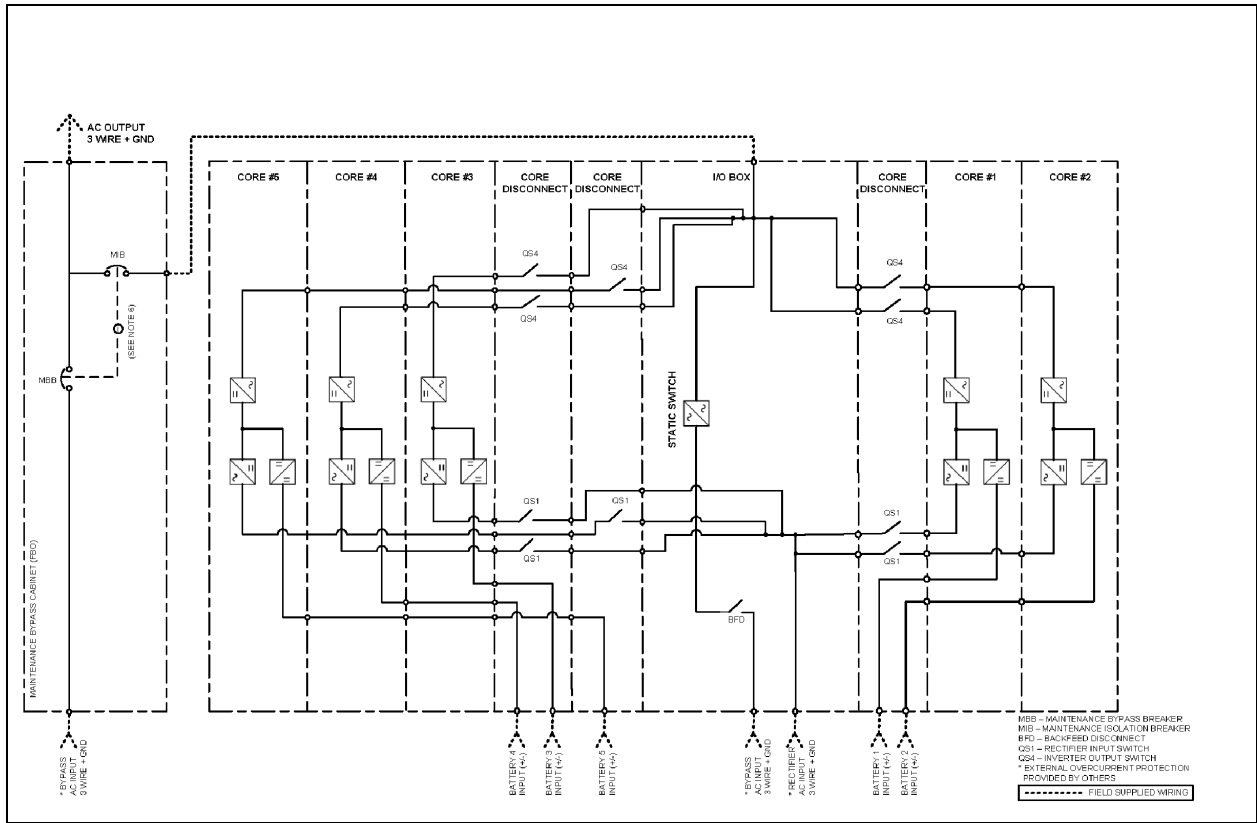 AC OUTPUT
3 WIRE + GND
CORE #5
CORE #4
CORE #3
CORE
DISCONNECT
CORE
DISCONNECT
I/O BOX
CORE
DISCONNECT
CORE #1
CORE #2
MIB
(SEE NOTE 6)
MBB
MAINTENANCE BYPASS CABINET (FBO)
QS4
QS4
QS4
QS4
QS4
STATIC SWITCH
QS1
QS1
QS1
QS1
QS1
BFD
* BYPASS
AC INPUT
3 WIRE + GND
BATTERY 4
INPUT (+/-)
BATTERY 3
INPUT (+/-)
BATTERY 5
INPUT (+/-)
* BYPASS
AC INPUT
3 WIRE + GND
* RECTIFIER
AC INPUT
3 WIRE + GND
BATTERY 1
INPUT (+/-)
BATTERY 2
INPUT (+/-)
MBB – MAINTENANCE BYPASS BREAKER
MIB – MAINTENANCE ISOLATION BREAKER
BFD – BACKFEED DISCONNECT
QS1 – RECTIFIER INPUT SWITCH
QS4 – INVERTER OUTPUT SWITCH
* EXTERNAL OVERCURRENT PROTECTION
PROVIDED BY OTHERS
FIELD SUPPLIED WIRING